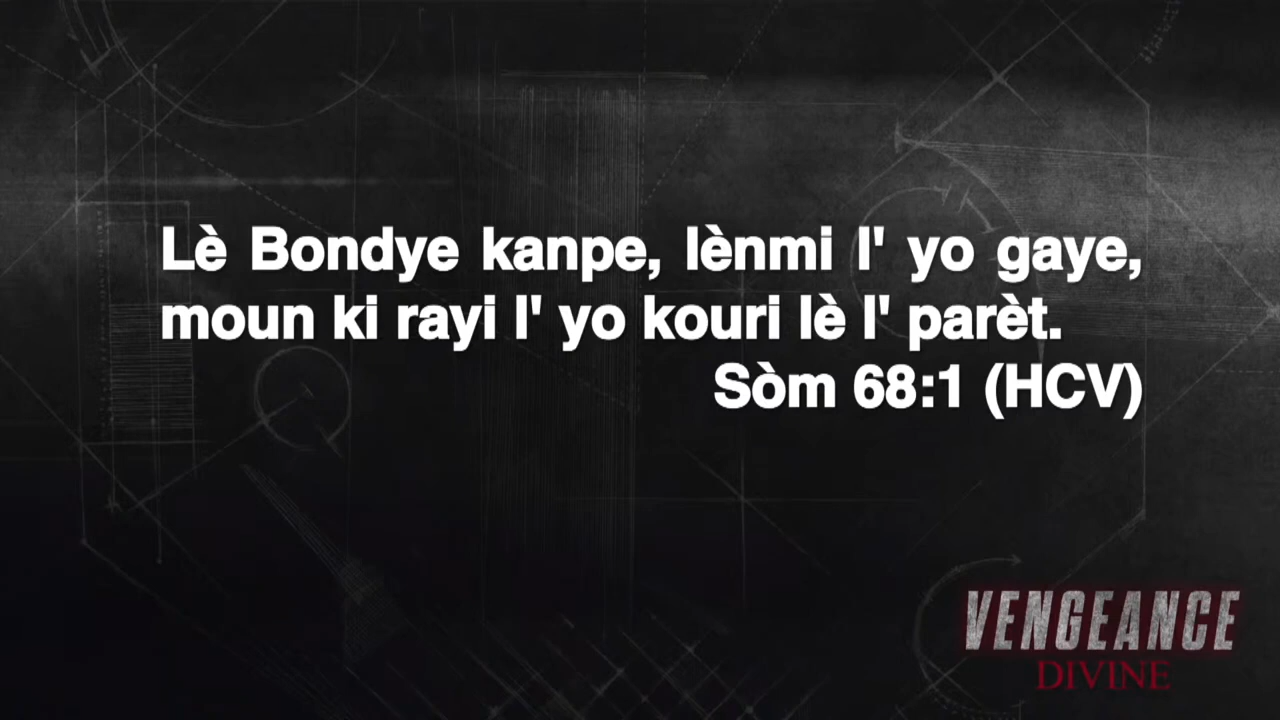 Lè Bondye kanpe, lènmi l' yo gaye,
moun ki rayi l' yo kouri lè l' parèt.
Sòm 68:1 (HCV)
VENGEANCE
DIVINE